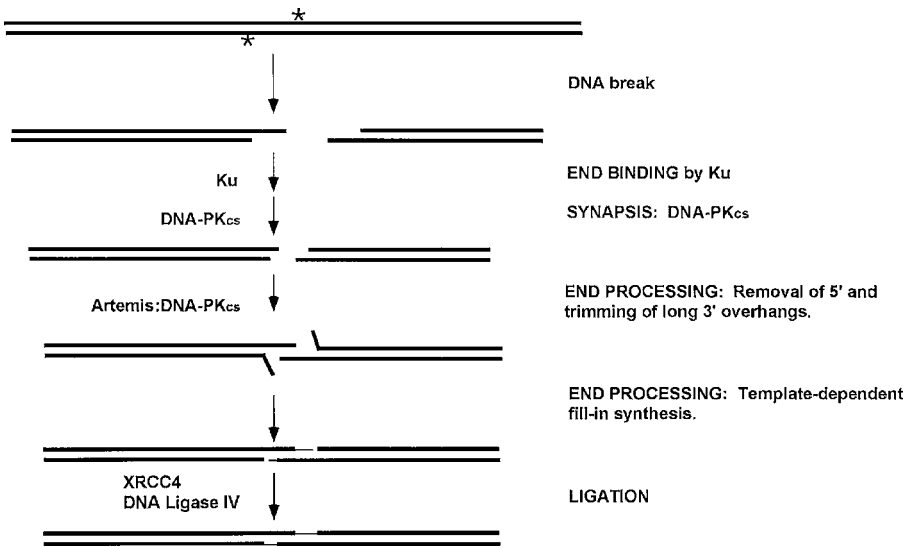 *
*
DNA break
Ku
END BINDING by Ku
DNA-PKcs
SYNAPSIS: DNA-PKcs
Artemis:DNA-PKcs
END PROCESSING: Removal of 5' and
trimming of long 3' overhangs.
END PROCESSING: Template-dependent
fill-in synthesis.
XRCC4
DNA Ligase IV
LIGATION